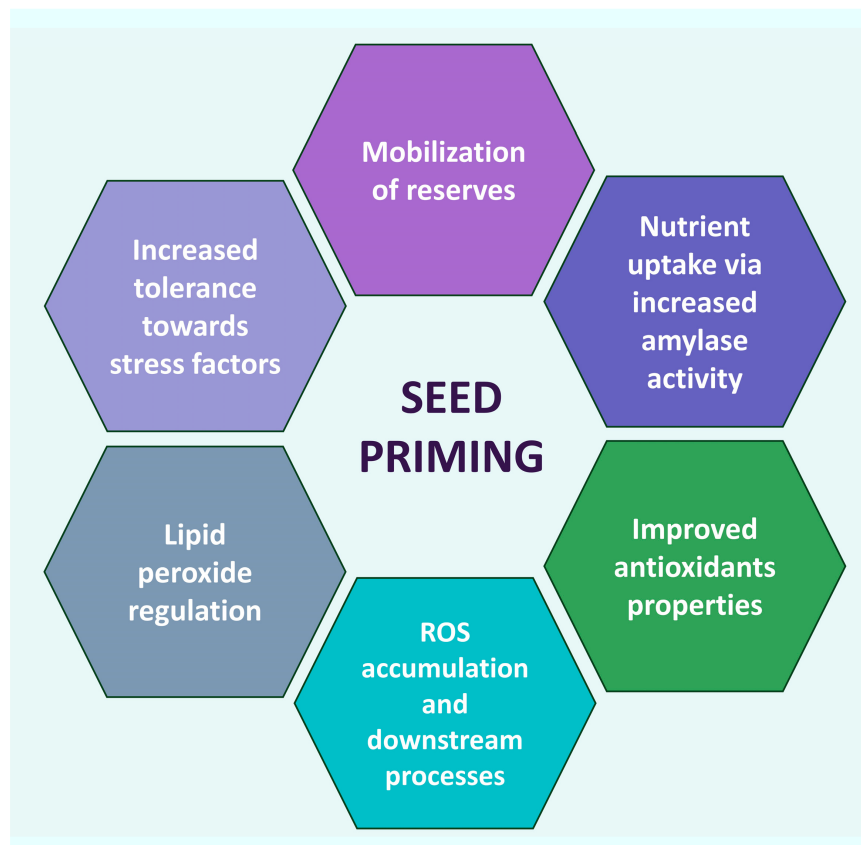 Mobilization
of reserves
Nutrient
uptake via
increased
amylase
activity
Improved
antioxidants
properties
ROS
accumulation
and
downstream
processes
Lipid
peroxide
regulation
Increased
tolerance
towards
stress factors
SEED
PRIMING